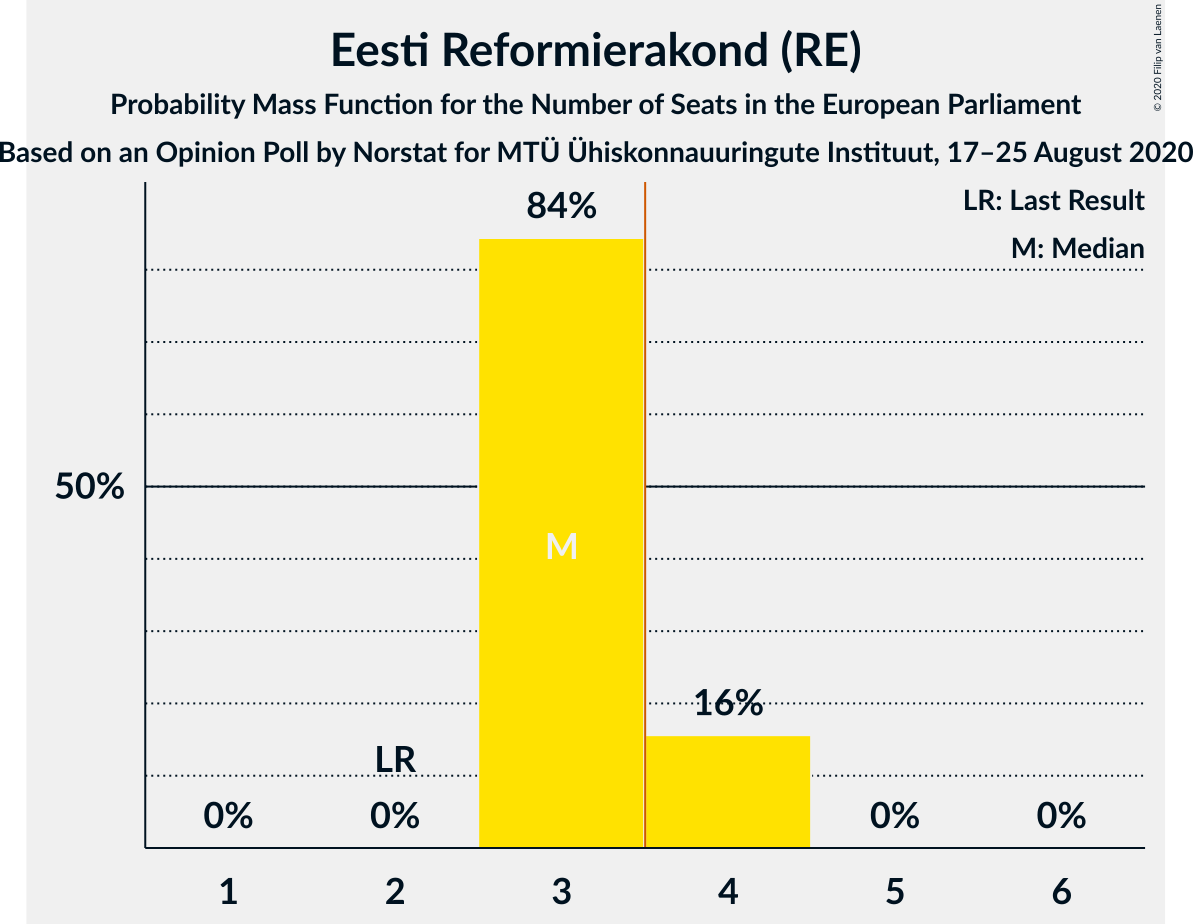 Eesti Reformierakond (RE)
Probability Mass Function for the Number of Seats in the European Parliament
Based on an Opinion Poll by Norstat for MTÜ Ühiskonnauuringute Instituut, 17–25 August 2020
© 2020 Filip van Laenen
LR: Last Result
M: Median
84%
50%
M
16%
LR
0% 0% 0% 0%
1 2 3 4 5 6